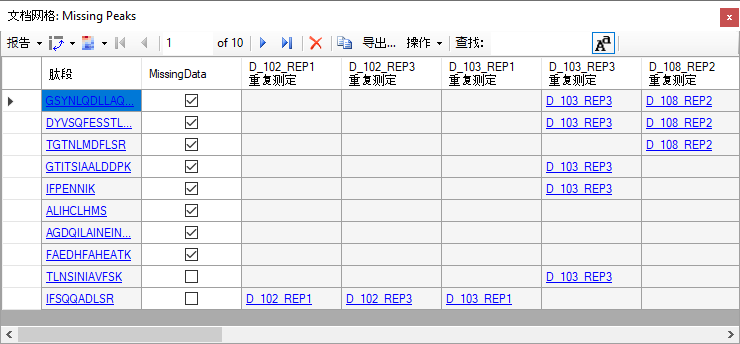 文档网格: Missing Peaks
报告 1 of 10 导出... 操作 查找: Aa
肽段 MissingData D_102_REP1 重复测定 D_102_REP3 重复测定 D_103_REP1 重复测定 D_103_REP3 重复测定 D_108_REP2 重复测定
GSYNLQDLLAQ... D_103_REP3 D_108_REP2
DYVSQFESSTL... D_103_REP3 D_108_REP2
TGTNLMDFLSR D_108_REP2
GTITSIAALDDPK D_103_REP3
IFPENNIK D_103_REP3
ALIHCLHMS
AGDQILAINEIN...
FAEDHFAHEATK
TLNSINIAVFSK D_103_REP3
IFSQQADLSR D_102_REP1 D_102_REP3 D_103_REP1